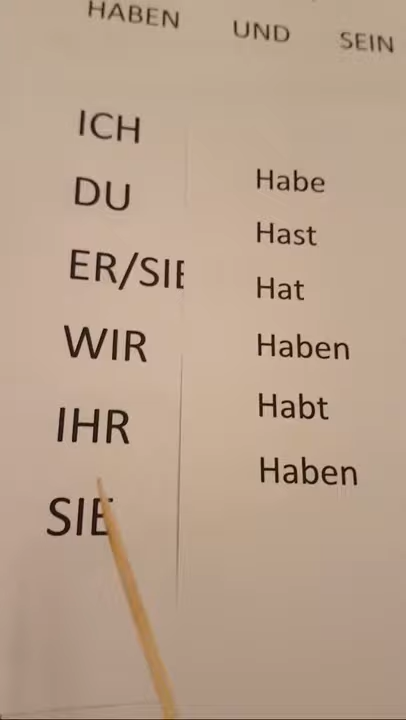 HABEN UND SEIN
ICH
DU
ER/SIE
WIR
IHR
SIE
Habe
Hast
Hat
Haben
Habt
Haben